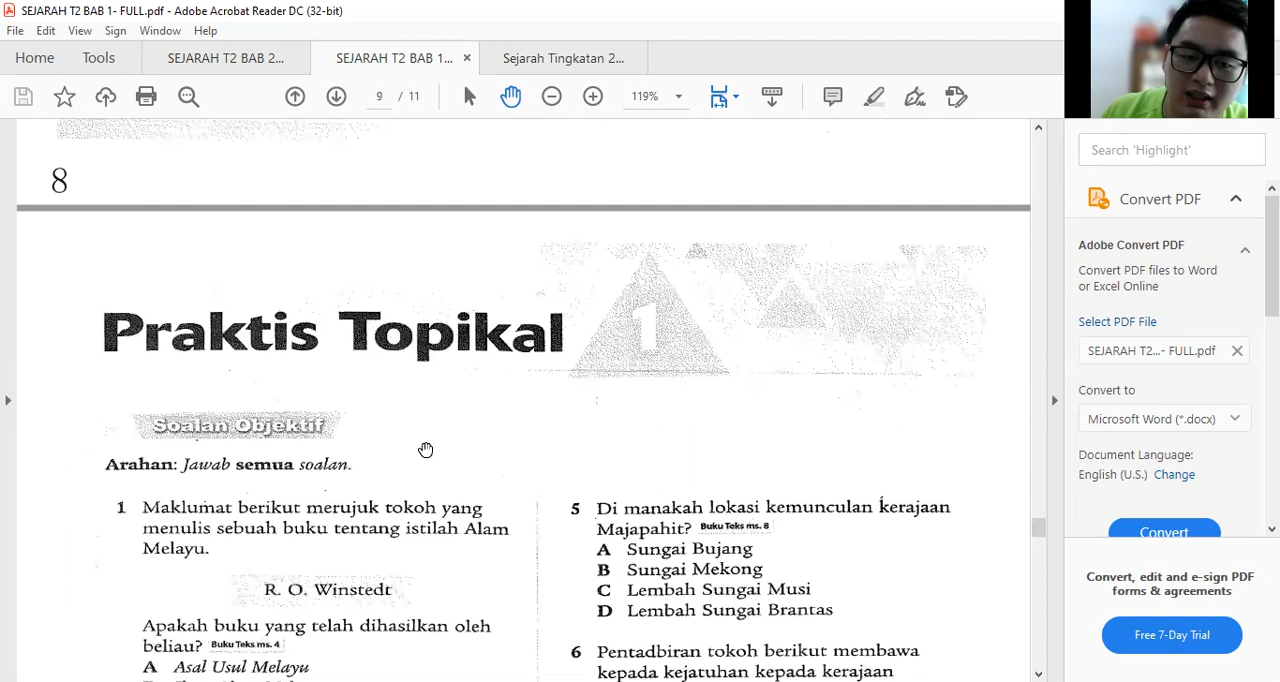 SEJARAH T2 BAB 1- FULL.pdf - Adobe Acrobat Reader DC (32-bit)
File Edit View Sign Window Help
Home Tools SEJARAH T2 BAB 2... SEJARAH T2 BAB 1... × Sejarah Tingkatan 2...
9 / 11 119%
8
Praktis Topikal 1
Soalan Objektif
Arahan: Jawab semua soalan.
1 Maklumat berikut merujuk tokoh yang
menulis sebuah buku tentang istilah Alam
Melayu.
R. O. Winstedt
Apakah buku yang telah dihasilkan oleh
beliau? Buku Teks ms. 4
A Asal Usul Melayu
5 Di manakah lokasi kemunculan kerajaan
Majapahit? Buku Teks ms. 8
A Sungai Bujang
B Sungai Mekong
C Lembah Sungai Musi
D Lembah Sungai Brantas
6 Pentadbiran tokoh berikut membawa
kepada kejatuhan kepada kerajaan
Search 'Highlight'
Convert PDF
Adobe Convert PDF
Convert PDF files to Word
or Excel Online
Select PDF File
SEJARAH T2...- FULL.pdf
Convert to
Microsoft Word (*.docx)
Document Language:
English (U.S.) Change
Convert
Convert, edit and e-sign PDF
forms & agreements
Free 7-Day Trial